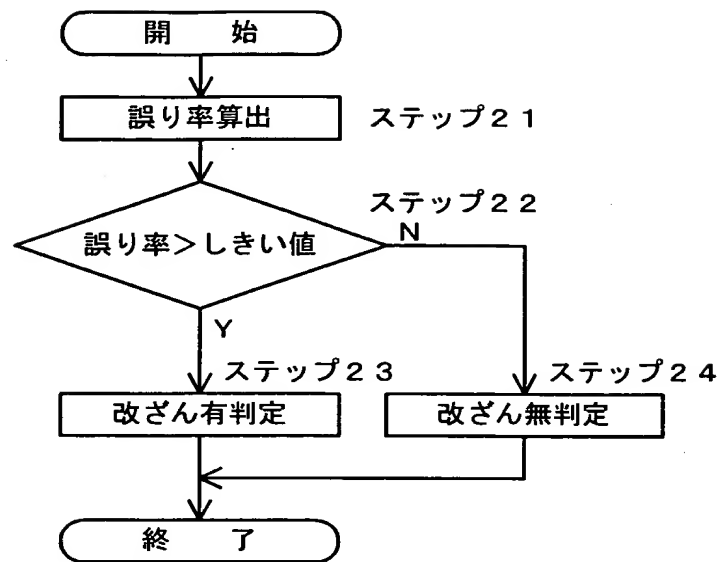 開　始
誤り率算出
ステップ２１
ステップ２２
誤り率＞しきい値
N
Y
ステップ２３
ステップ２４
改ざん有判定
改ざん無判定
終　了